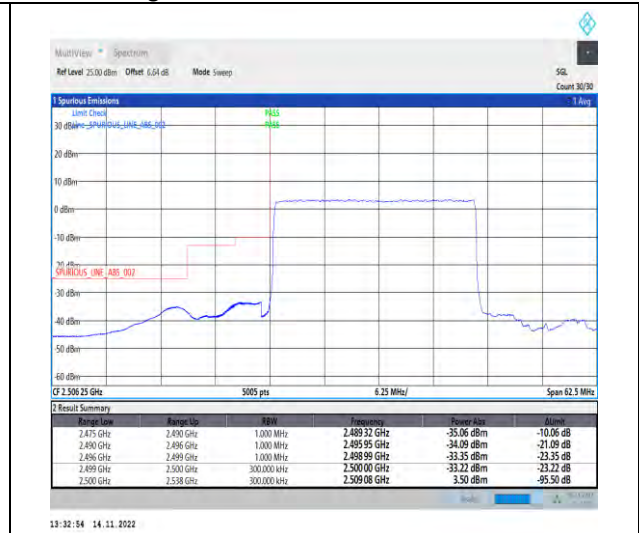 MultiView Spectrum
Ref Level 25.00 dBm Offset 6.64 dB Mode Sweep SGL
Count 30/30
1 Spurious Emissions 1 Avg
Limit Check PASS
30 dBm Line _SPURIOUS_LINE_ABS_002 PASS
20 dBm
10 dBm
0 dBm
-10 dBm
-20 dBm
SPURIOUS_LINE_ABS_002
-30 dBm
-40 dBm
-50 dBm
-60 dBm
CF 2.506 25 GHz 5005 pts 6.25 MHz/ Span 62.5 MHz
2 Result Summary
Range Low Range Up RBW Frequency Power Abs ΔLimit
2.475 GHz 2.490 GHz 1.000 MHz 2.489 32 GHz -35.06 dBm -10.06 dB
2.490 GHz 2.496 GHz 1.000 MHz 2.495 95 GHz -34.09 dBm -21.09 dB
2.496 GHz 2.499 GHz 1.000 MHz 2.498 99 GHz -33.35 dBm -23.35 dB
2.499 GHz 2.500 GHz 300.000 kHz 2.500 00 GHz -33.22 dBm -23.22 dB
2.500 GHz 2.538 GHz 300.000 kHz 2.509 08 GHz 3.50 dBm -95.50 dB
13:32:54 14.11.2022